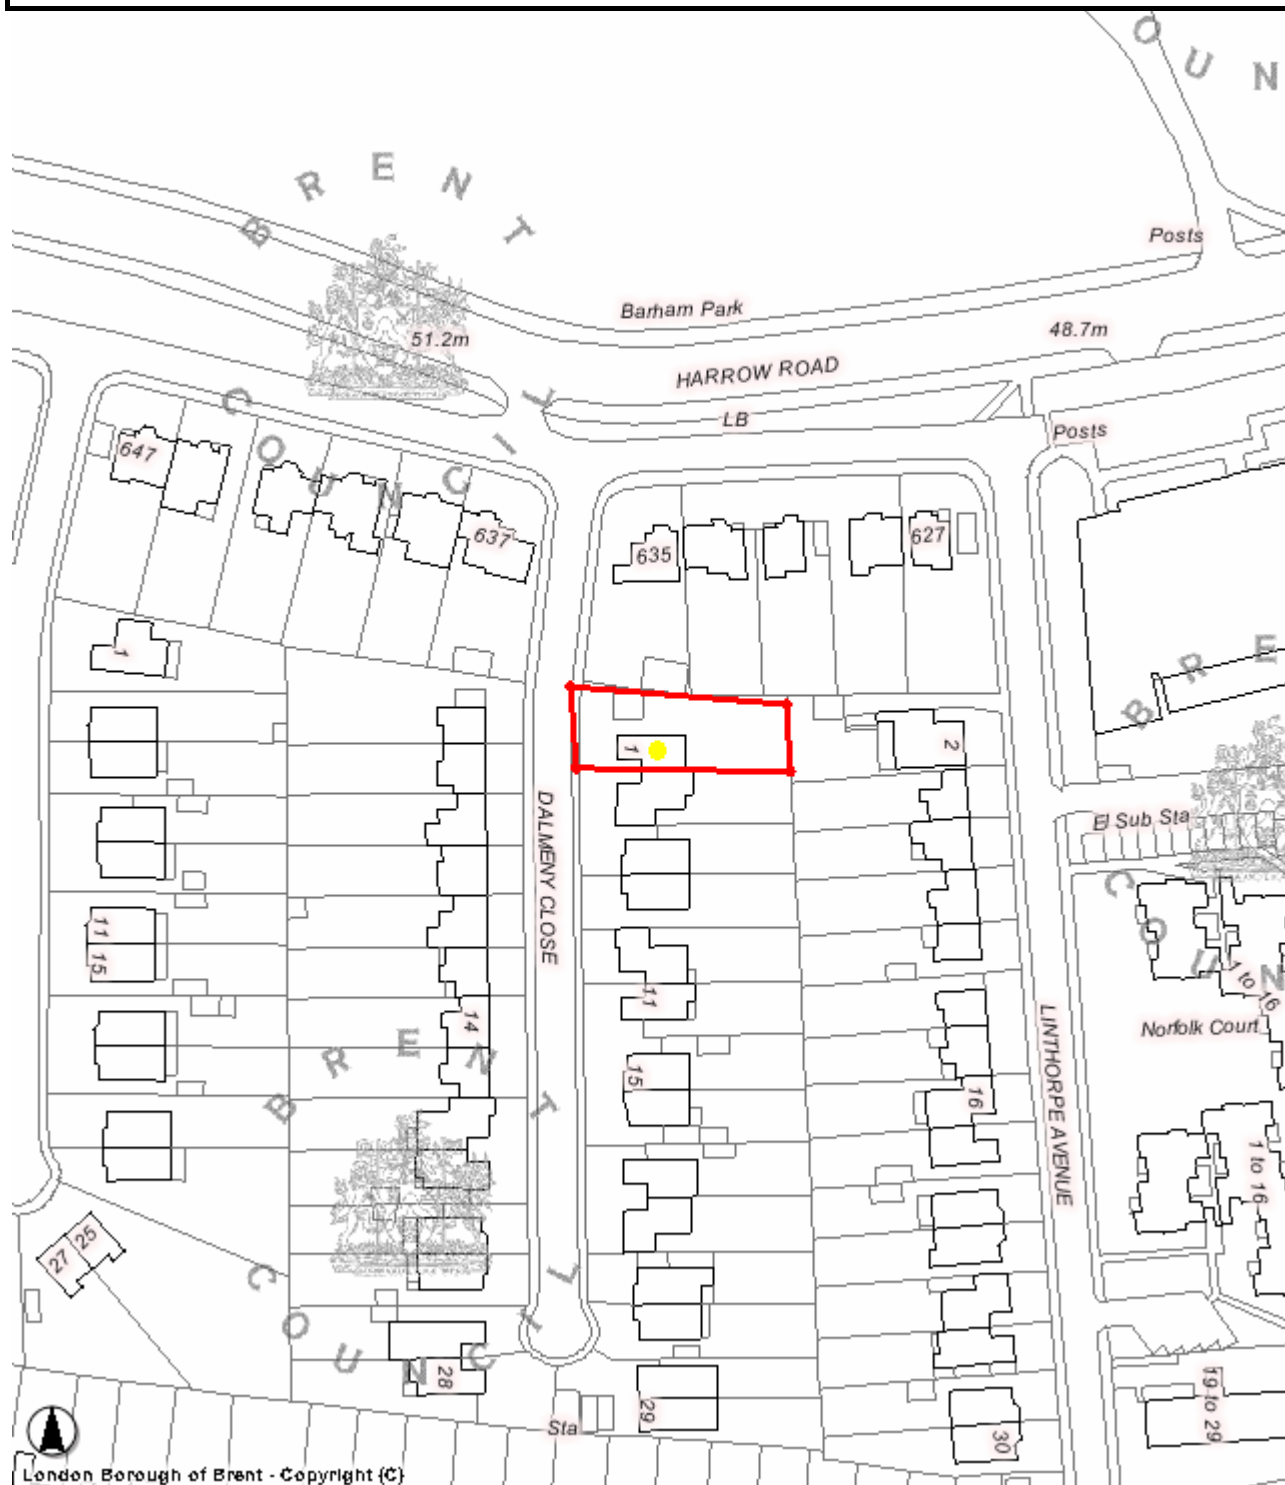 OUN
BRENT
Posts
Barham Park
51.2m
48.7m
HARROW ROAD
COUNCIL
LB
Posts
647
637
635
627
1
BRE
1
2
DALMENY CLOSE
El Sub Sta
COUN
11
15
11
1 to 16
14
Norfolk Court
BRENT
15
16
LINTHORPE AVENUE
1 to 16
27 25
COUNCIL
28
29
Sta
19 to 29
30
London Borough of Brent - Copyright (C)